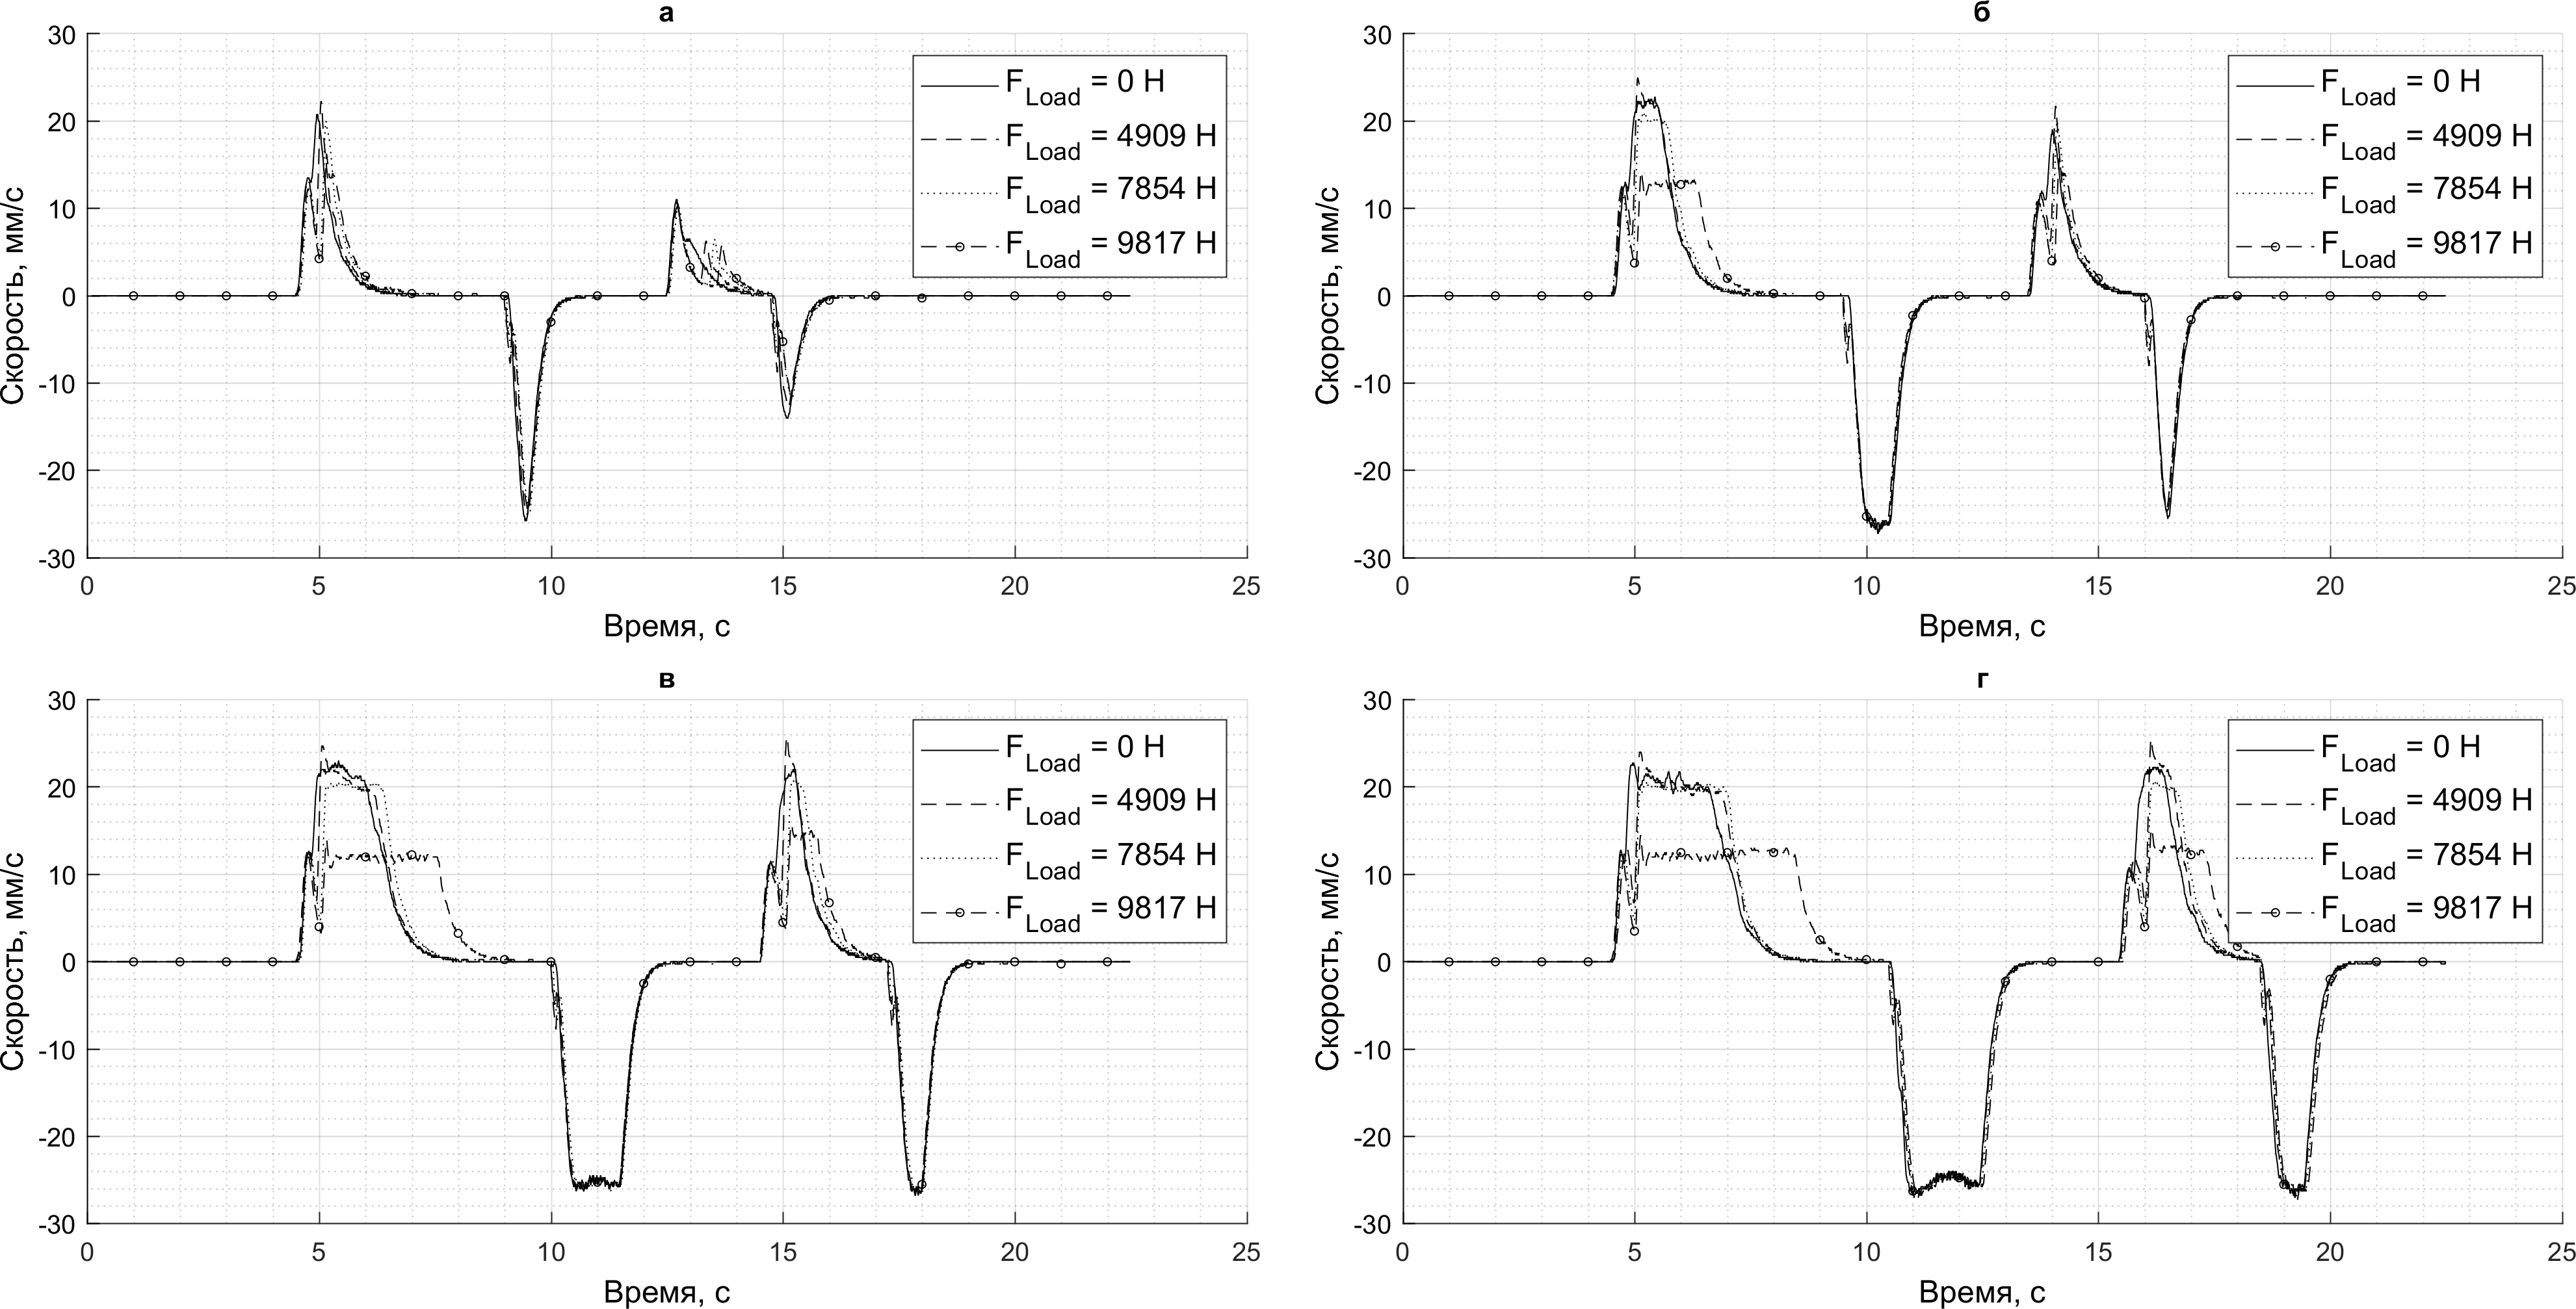 а
30
20
10
0
-10
-20
-30
0 5 10 15 20 25
Скорость, мм/с
Время, с
F_Load = 0 Н
F_Load = 4909 Н
F_Load = 7854 Н
F_Load = 9817 Н
б
30
20
10
0
-10
-20
-30
0 5 10 15 20 25
Скорость, мм/с
Время, с
F_Load = 0 Н
F_Load = 4909 Н
F_Load = 7854 Н
F_Load = 9817 Н
в
30
20
10
0
-10
-20
-30
0 5 10 15 20 25
Скорость, мм/с
Время, с
F_Load = 0 Н
F_Load = 4909 Н
F_Load = 7854 Н
F_Load = 9817 Н
г
30
20
10
0
-10
-20
-30
0 5 10 15 20 25
Скорость, мм/с
Время, с
F_Load = 0 Н
F_Load = 4909 Н
F_Load = 7854 Н
F_Load = 9817 Н